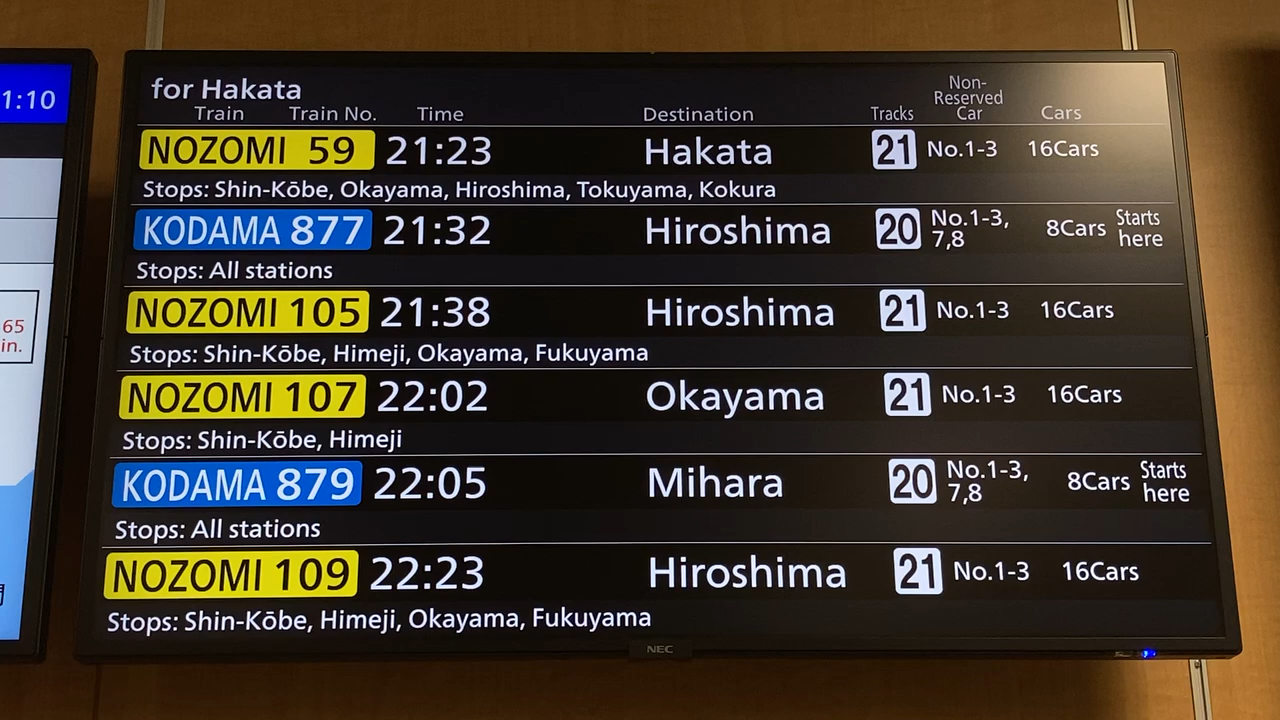 1:10
65
in.
for Hakata
Train Train No. Time Destination Tracks Non-Reserved Car Cars
NOZOMI 59 21:23 Hakata 21 No.1-3 16Cars
Stops: Shin-Kōbe, Okayama, Hiroshima, Tokuyama, Kokura
KODAMA 877 21:32 Hiroshima 20 No.1-3, 7,8 8Cars Starts here
Stops: All stations
NOZOMI 105 21:38 Hiroshima 21 No.1-3 16Cars
Stops: Shin-Kōbe, Himeji, Okayama, Fukuyama
NOZOMI 107 22:02 Okayama 21 No.1-3 16Cars
Stops: Shin-Kōbe, Himeji
KODAMA 879 22:05 Mihara 20 No.1-3, 7,8 8Cars Starts here
Stops: All stations
NOZOMI 109 22:23 Hiroshima 21 No.1-3 16Cars
Stops: Shin-Kōbe, Himeji, Okayama, Fukuyama
NEC